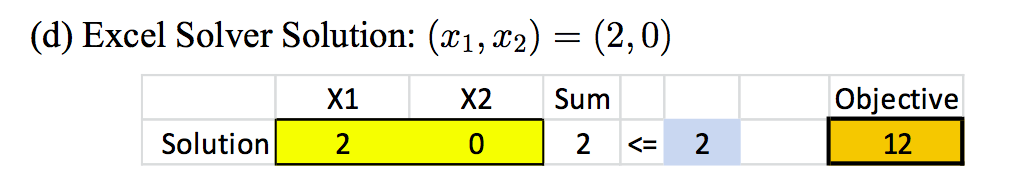 (d) Excel Solver Solution: (x₁, x₂) = (2, 0)
X1 X2 Sum Objective
Solution 2 0 2 <= 2 12